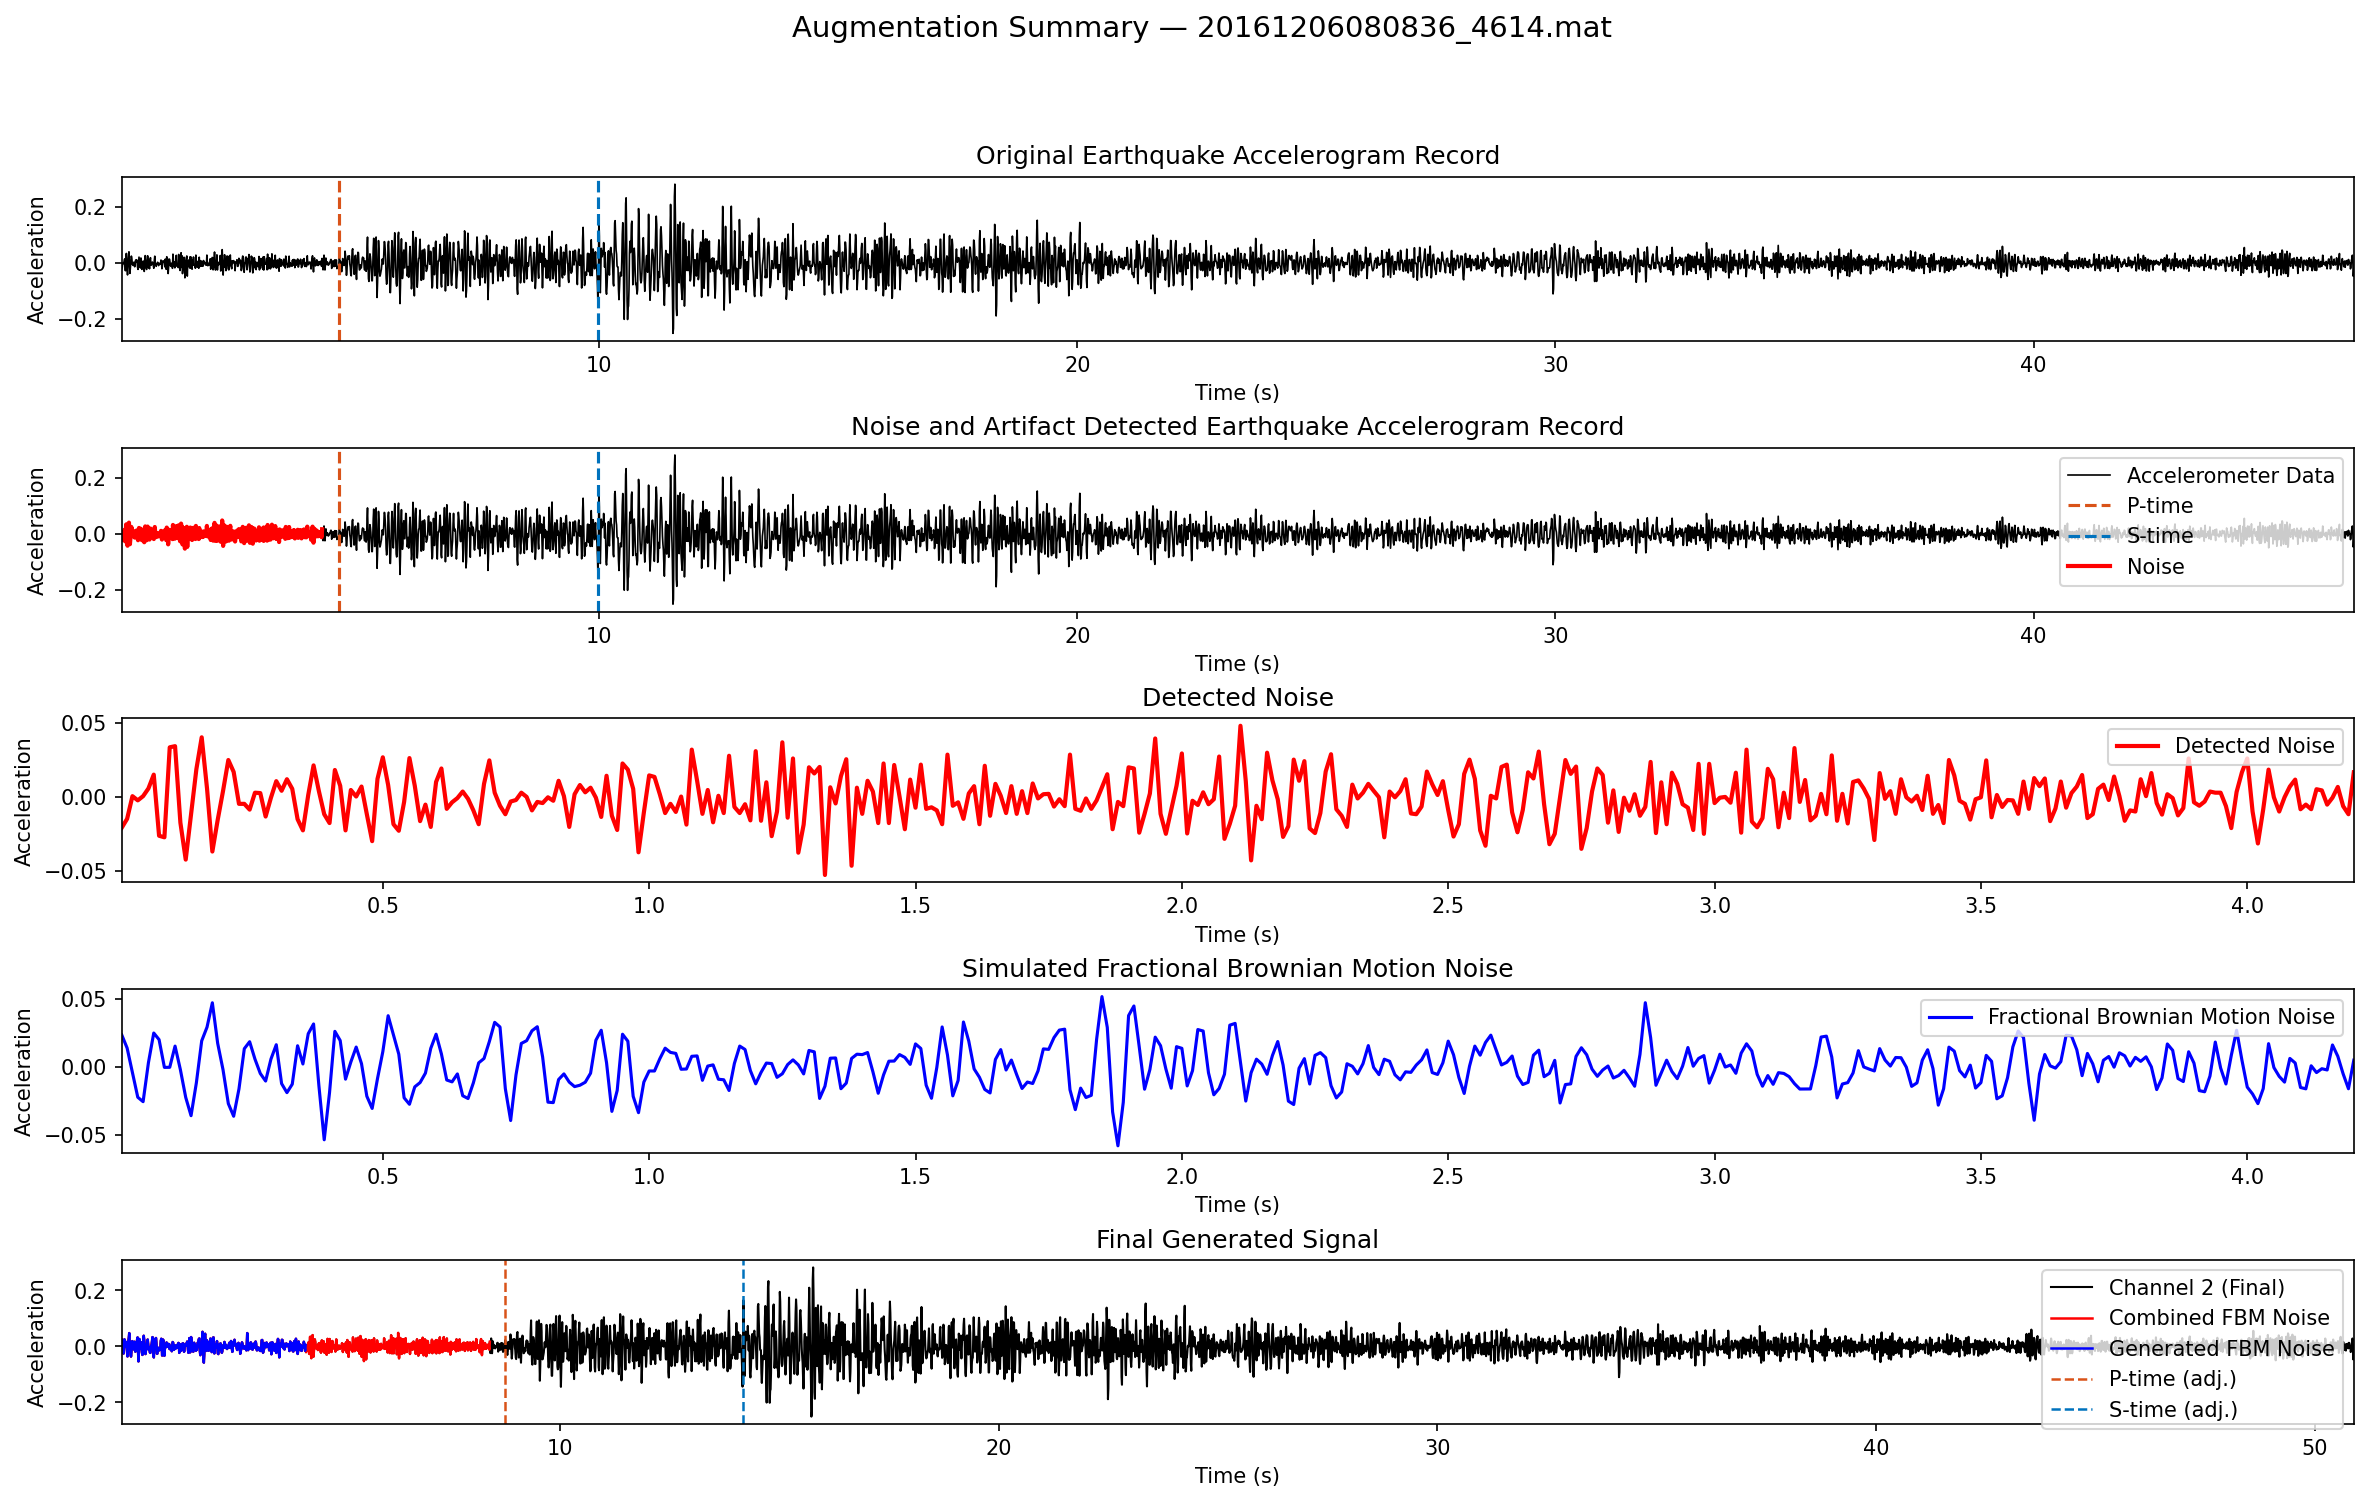 Augmentation Summary — 20161206080836_4614.mat
Original Earthquake Accelerogram Record
Acceleration
0.2
0.0
−0.2
10 20 30 40
Time (s)
Noise and Artifact Detected Earthquake Accelerogram Record
Acceleration
0.2
0.0
−0.2
Accelerometer Data
P-time
S-time
Noise
10 20 30 40
Time (s)
Detected Noise
Acceleration
0.05
0.00
−0.05
Detected Noise
0.5 1.0 1.5 2.0 2.5 3.0 3.5 4.0
Time (s)
Simulated Fractional Brownian Motion Noise
Acceleration
0.05
0.00
−0.05
Fractional Brownian Motion Noise
0.5 1.0 1.5 2.0 2.5 3.0 3.5 4.0
Time (s)
Final Generated Signal
Acceleration
0.2
0.0
−0.2
Channel 2 (Final)
Combined FBM Noise
Generated FBM Noise
P-time (adj.)
S-time (adj.)
10 20 30 40 50
Time (s)